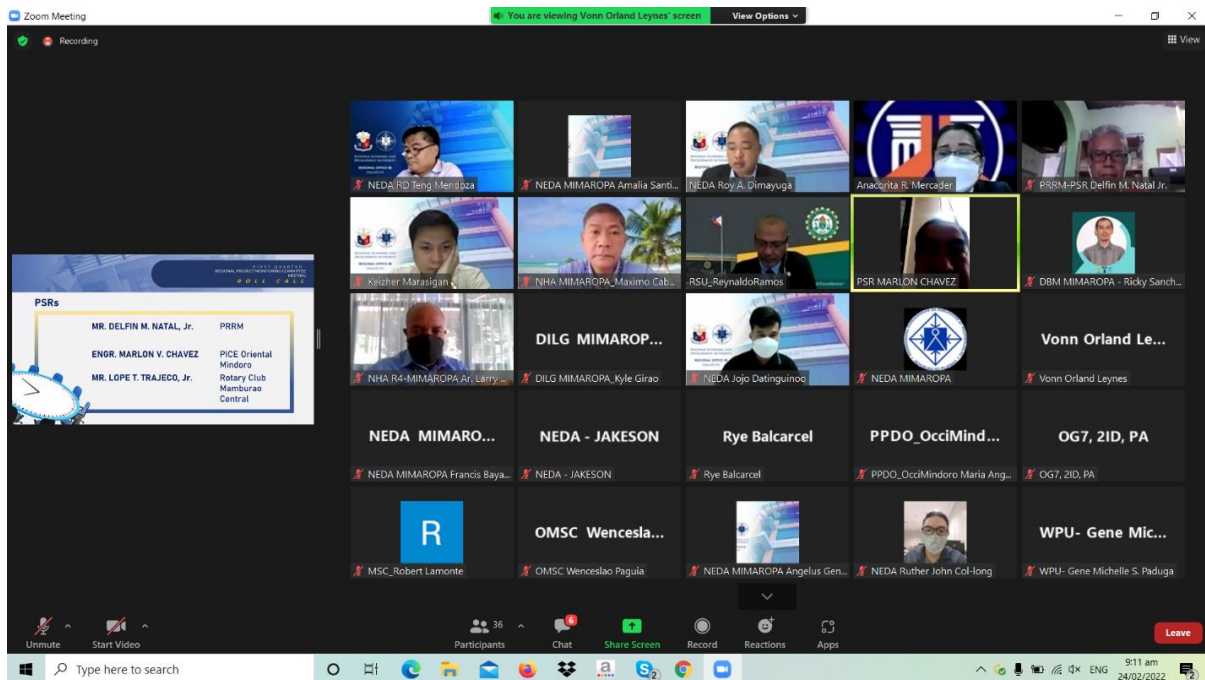 Zoom Meeting
You are viewing Vonn Orland Leynes' screen
View Options
Recording
View
FIRST QUARTER
REGIONAL PROJECT MONITORING COMMITTEE
MEETING
ROLL CALL
PSRs
MR. DELFIN M. NATAL, Jr. PRRM
ENGR. MARLON V. CHAVEZ PICE Oriental
Mindoro
MR. LOPE T. TRAJECO, Jr. Rotary Club
Mamburao
Central
NEDA RD Teng Mendoza
NEDA MIMAROPA Amalia Santi...
NEDA Roy A. Dimayuga
Anacorita R. Mercader
PRRM-PSR Delfin M. Natal Jr.
Keizher Marasigan
NHA MIMAROPA_Maximo Cab...
RSU_ReynaldoRamos
PSR MARLON CHAVEZ
DBM MIMAROPA - Ricky Sanch...
NHA R4-MIMAROPA Ar. Larry ...
DILG MIMAROP...
DILG MIMAROPA_Kyle Girao
NEDA Jojo Datinguinoo
NEDA MIMAROPA
Vonn Orland Le...
Vonn Orland Leynes
NEDA MIMARO...
NEDA - JAKESON
Rye Balcarcel
PPDO_OcciMind...
OG7, 2ID, PA
NEDA MIMAROPA Francis Baya...
NEDA - JAKESON
Rye Balcarcel
PPDO_OcciMindoro Maria Ang...
OG7, 2ID, PA
R
OMSC Wencesla...
WPU- Gene Mic...
MSC_Robert Lamonte
OMSC Wenceslao Paguia
NEDA MIMAROPA Angelus Gen...
NEDA Ruther John Col-long
WPU- Gene Michelle S. Paduga
Unmute
Start Video
36
Participants
6
Chat
Share Screen
Record
Reactions
Apps
Leave
Type here to search
ENG
9:11 am
24/02/2022